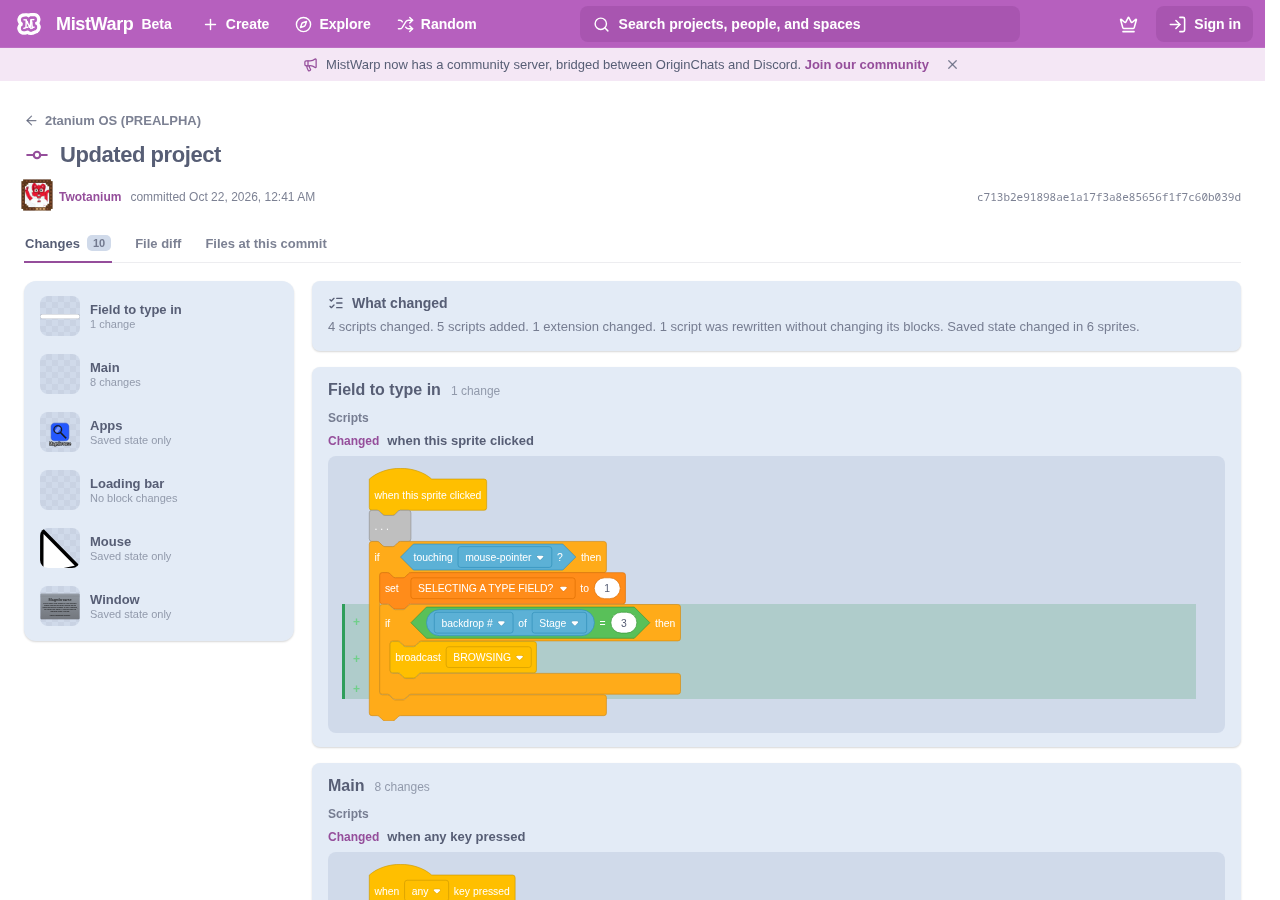 MistWarp Beta
Create
Explore
Random
Search projects, people, and spaces
Sign in
MistWarp now has a community server, bridged between OriginChats and Discord. Join our community
2tanium OS (PREALPHA)
Updated project
Twotanium committed Oct 22, 2026, 12:41 AM
c713b2e91898ae1a17f3a8e85656f1f7c60b039d
Changes 10
File diff
Files at this commit
Field to type in
1 change
Main
8 changes
Apps
Saved state only
Loading bar
No block changes
Mouse
Saved state only
Window
Saved state only
What changed
4 scripts changed. 5 scripts added. 1 extension changed. 1 script was rewritten without changing its blocks. Saved state changed in 6 sprites.
Field to type in 1 change
Scripts
Changed when this sprite clicked
when this sprite clicked
. . .
if touching mouse-pointer ? then
set SELECTING A TYPE FIELD? to 1
+ if backdrop # of Stage = 3 then
+ broadcast BROWSING
+
Main 8 changes
Scripts
Changed when any key pressed
when any key pressed